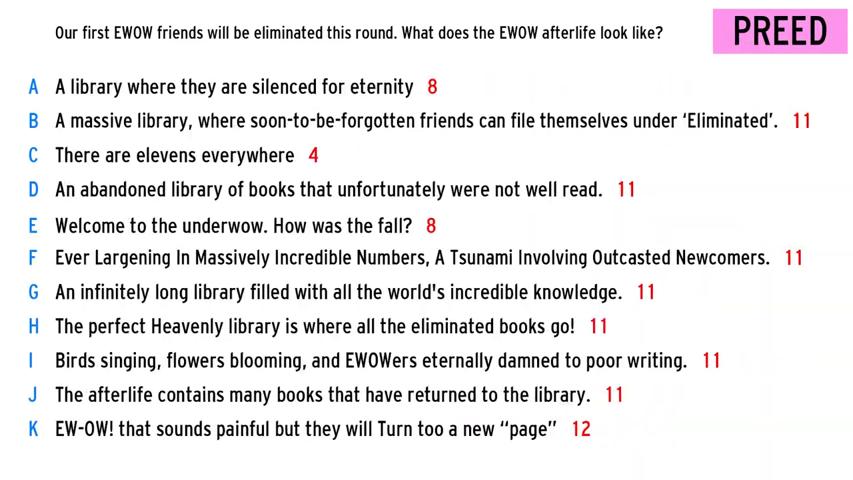 Our first EWOW friends will be eliminated this round. What does the EWOW afterlife look like?
PREED
A A library where they are silenced for eternity 8
B A massive library, where soon-to-be-forgotten friends can file themselves under ‘Eliminated’. 11
C There are elevens everywhere 4
D An abandoned library of books that unfortunately were not well read. 11
E Welcome to the underwow. How was the fall? 8
F Ever Largening In Massively Incredible Numbers, A Tsunami Involving Outcasted Newcomers. 11
G An infinitely long library filled with all the world's incredible knowledge. 11
H The perfect Heavenly library is where all the eliminated books go! 11
I Birds singing, flowers blooming, and EWOWers eternally damned to poor writing. 11
J The afterlife contains many books that have returned to the library. 11
K EW-OW! that sounds painful but they will Turn too a new “page” 12